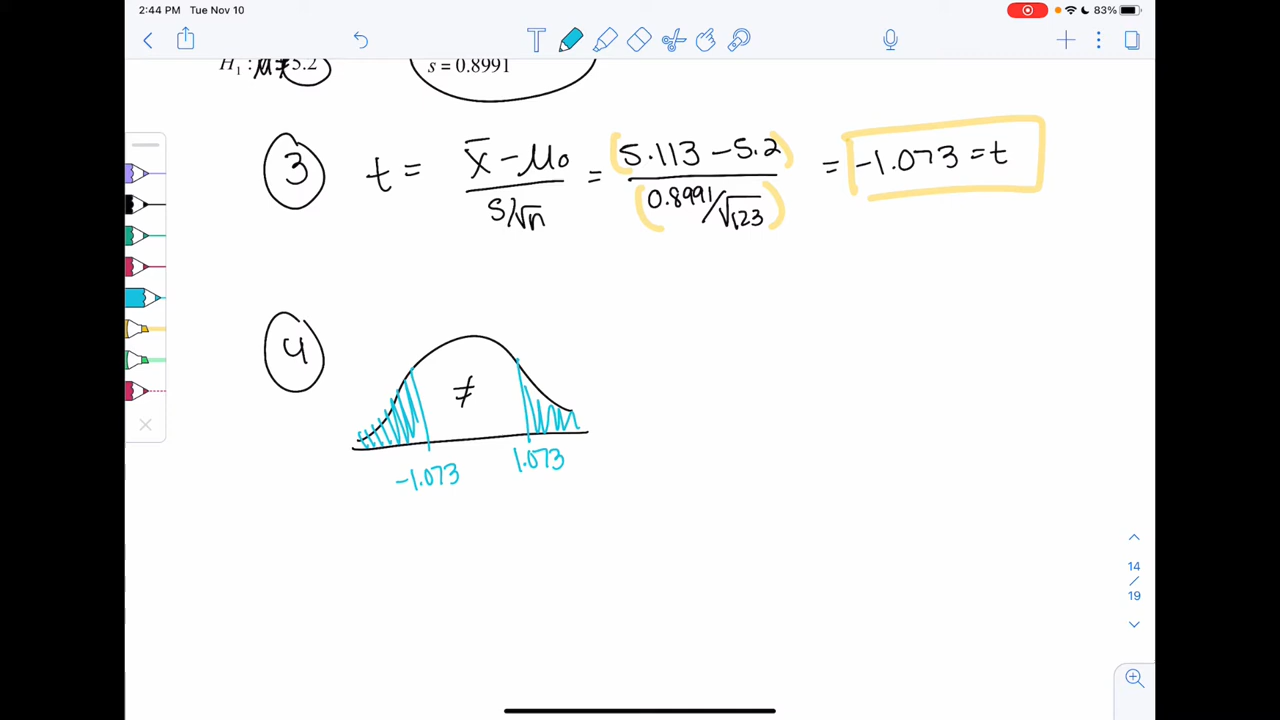 2:44 PM Tue Nov 10
83%
T
H₁ : μ ≠ 5.2
s = 0.8991
3
t = x̄ - μ₀ / s/√n = (5.113 - 5.2) / (0.8991/√123) = -1.073 = t
4
≠
-1.073
1.073
14
/
19